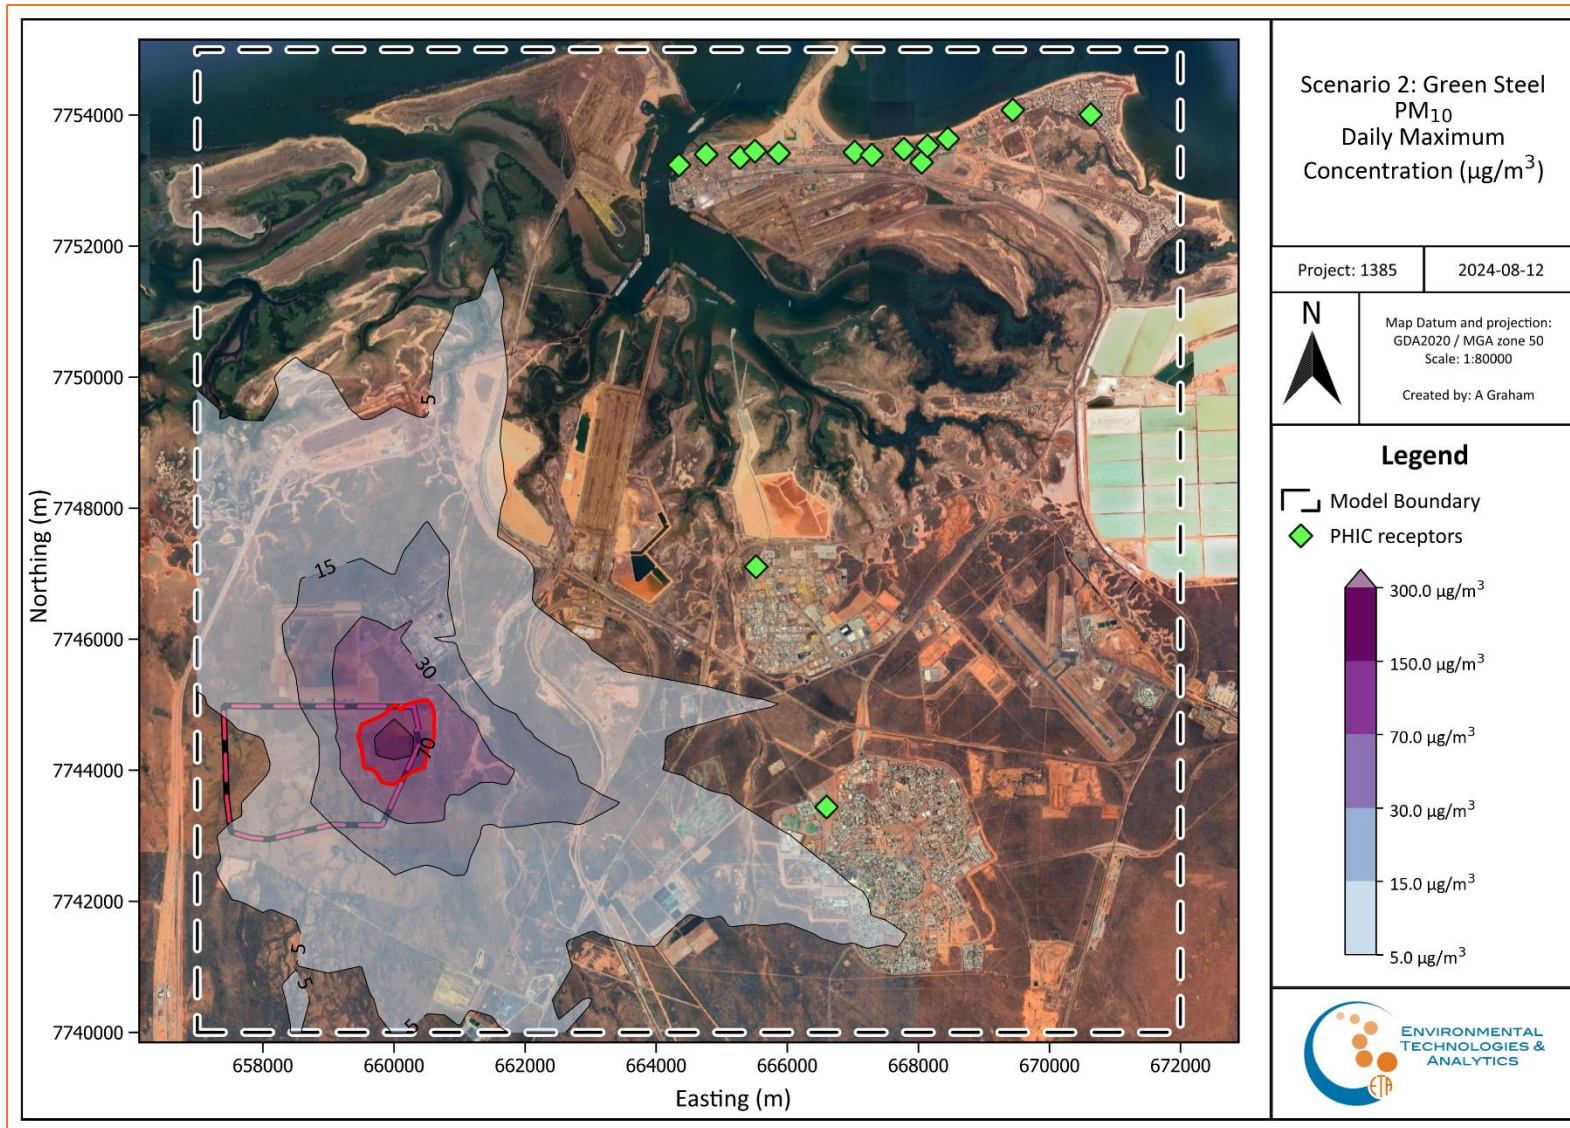 Scenario 2: Green Steel
PM10
Daily Maximum
Concentration (µg/m3)
Project: 1385
2024-08-12
N
Map Datum and projection:
GDA2020 / MGA zone 50
Scale: 1:80000
Created by: A Graham
Legend
Model Boundary
PHIC receptors
300.0 µg/m3
150.0 µg/m3
70.0 µg/m3
30.0 µg/m3
15.0 µg/m3
5.0 µg/m3
ENVIRONMENTAL
TECHNOLOGIES &
ANALYTICS
ETA
Northing (m)
7754000
7752000
7750000
7748000
7746000
7744000
7742000
7740000
5
15
30
70
5
5
5
658000
660000
662000
664000
666000
668000
670000
672000
Easting (m)